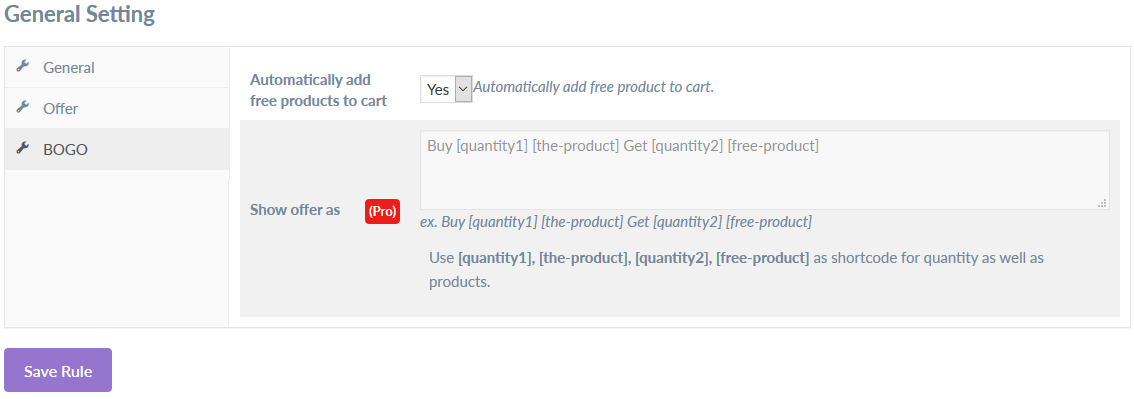 General Setting
General
Offer
BOGO
Automatically add
free products to cart
Yes
Automatically add free product to cart.
Show offer as
(Pro)
Buy [quantity1] [the-product] Get [quantity2] [free-product]
ex. Buy [quantity1] [the-product] Get [quantity2] [free-product]
Use [quantity1], [the-product], [quantity2], [free-product] as shortcode for quantity as well as
products.
Save Rule